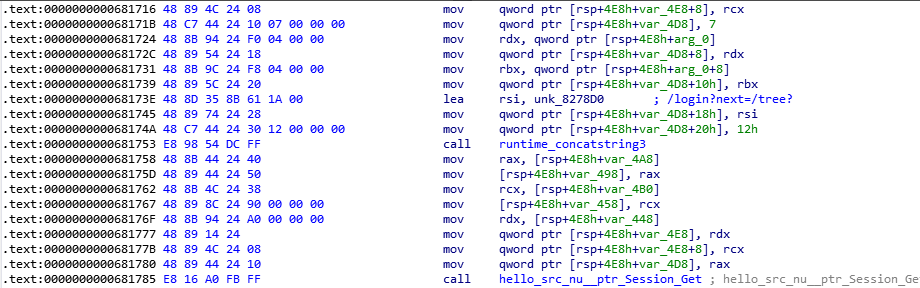 .text:0000000000681716 48 89 4C 24 08 mov qword ptr [rsp+4E8h+var_4E8+8], rcx
.text:000000000068171B 48 C7 44 24 10 07 00 00 00 mov qword ptr [rsp+4E8h+var_4D8], 7
.text:0000000000681724 48 8B 94 24 F0 04 00 00 mov rdx, qword ptr [rsp+4E8h+arg_0]
.text:000000000068172C 48 89 54 24 18 mov qword ptr [rsp+4E8h+var_4D8+8], rdx
.text:0000000000681731 48 8B 9C 24 F8 04 00 00 mov rbx, qword ptr [rsp+4E8h+arg_0+8]
.text:0000000000681739 48 89 5C 24 20 mov qword ptr [rsp+4E8h+var_4D8+10h], rbx
.text:000000000068173E 48 8D 35 8B 61 1A 00 lea rsi, unk_8278D0 ; /login?next=/tree?
.text:0000000000681745 48 89 74 24 28 mov qword ptr [rsp+4E8h+var_4D8+18h], rsi
.text:000000000068174A 48 C7 44 24 30 12 00 00 00 mov qword ptr [rsp+4E8h+var_4D8+20h], 12h
.text:0000000000681753 E8 98 54 DC FF call runtime_concatstring3
.text:0000000000681758 48 8B 44 24 40 mov rax, [rsp+4E8h+var_4A8]
.text:000000000068175D 48 89 44 24 50 mov [rsp+4E8h+var_498], rax
.text:0000000000681762 48 8B 4C 24 38 mov rcx, [rsp+4E8h+var_4B0]
.text:0000000000681767 48 89 8C 24 90 00 00 00 mov [rsp+4E8h+var_458], rcx
.text:000000000068176F 48 8B 94 24 A0 00 00 00 mov rdx, [rsp+4E8h+var_448]
.text:0000000000681777 48 89 14 24 mov qword ptr [rsp+4E8h+var_4E8], rdx
.text:000000000068177B 48 89 4C 24 08 mov qword ptr [rsp+4E8h+var_4E8+8], rcx
.text:0000000000681780 48 89 44 24 10 mov qword ptr [rsp+4E8h+var_4D8], rax
.text:0000000000681785 E8 16 A0 FB FF call hello_src_nu__ptr_Session_Get ; hello_src_nu__ptr_Session_Ge